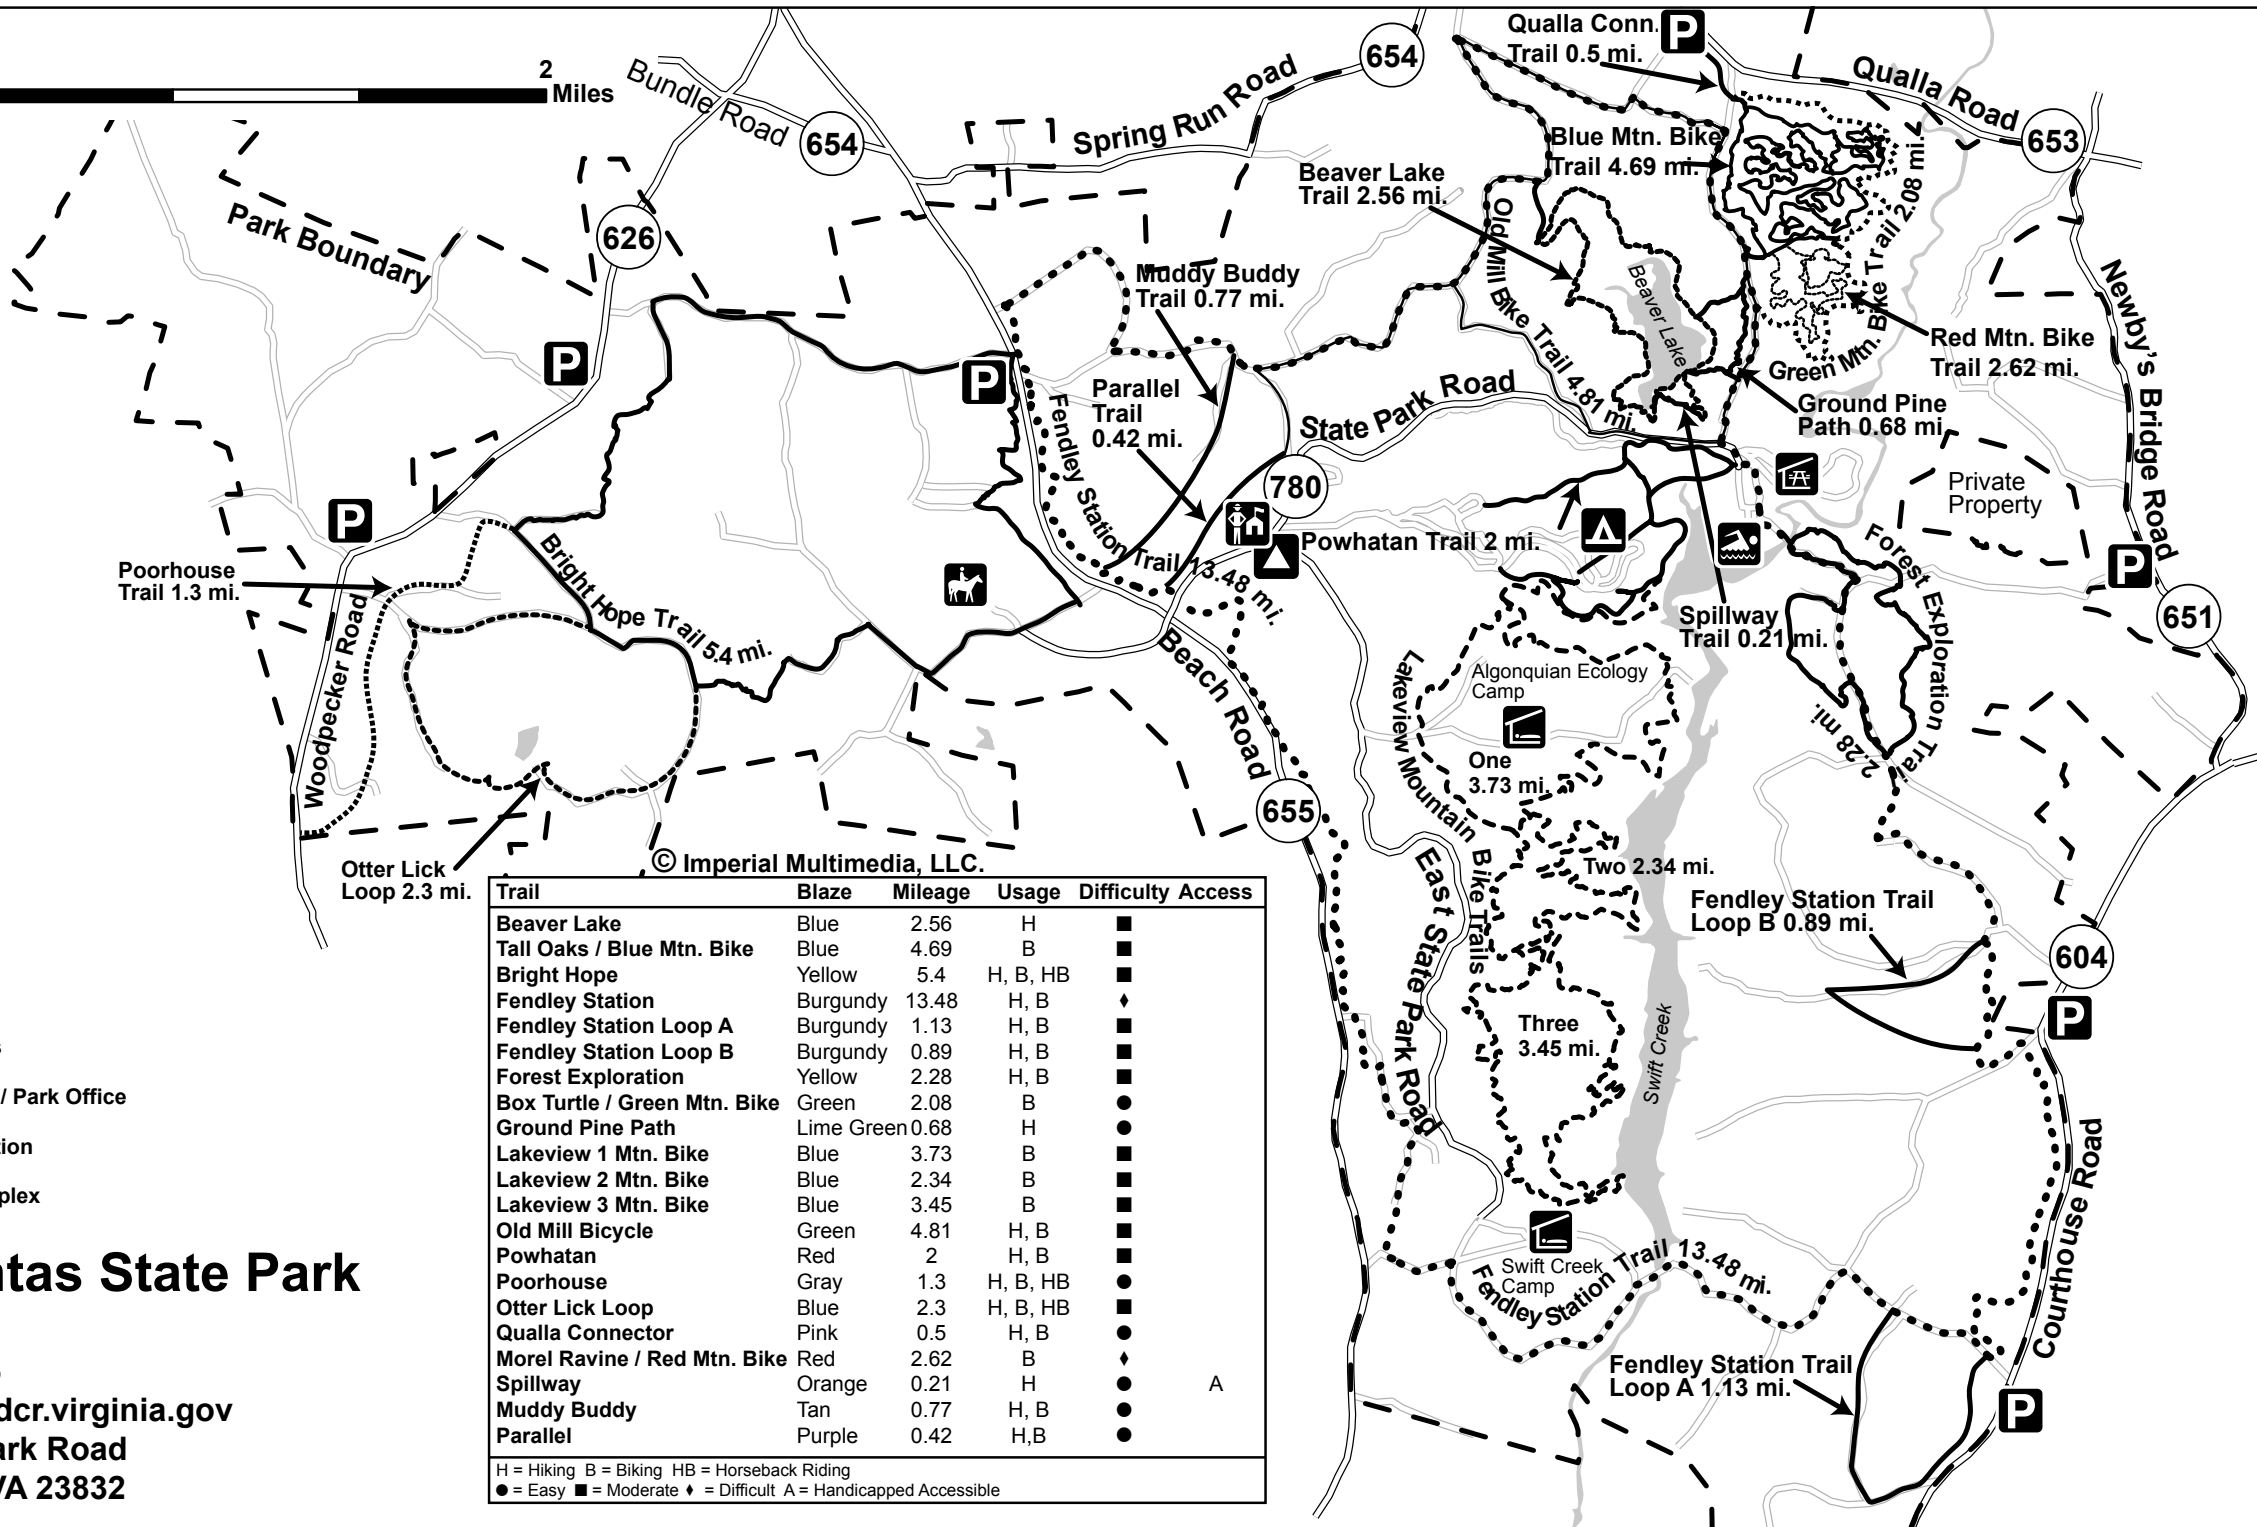 2
Miles
Bundle Road
654
626
Park Boundary
Spring Run Road
654
Qualla Conn.
Trail 0.5 mi.
P
Qualla Road
653
Blue Mtn. Bike
Trail 4.69 mi.
Beaver Lake
Trail 2.56 mi.
Old Mill Bike Trail 4.81 mi.
Beaver Lake
Green Mtn. Bike Trail 2.08 mi.
Red Mtn. Bike
Trail 2.62 mi.
Newby's Bridge Road
Ground Pine
Path 0.68 mi.
Muddy Buddy
Trail 0.77 mi.
Parallel
Trail
0.42 mi.
P
P
P
State Park Road
780
Private
Property
Powhatan Trail 2 mi.
Fendley Station Trail 13.48 mi.
Poorhouse
Trail 1.3 mi.
Bright Hope Trail 5.4 mi.
Woodpecker Road
Spillway
Trail 0.21 mi.
Forest Exploration Trail
2.28 mi.
P
651
Beach Road
655
Algonquian Ecology
Camp
Lakeview Mountain Bike Trails
One
3.73 mi.
Two 2.34 mi.
Three
3.45 mi.
East State Park Road
Swift Creek
Otter Lick
Loop 2.3 mi.
Fendley Station Trail
Loop B 0.89 mi.
604
P
Courthouse Road
Swift Creek
Camp
Fendley Station Trail 13.48 mi.
Fendley Station Trail
Loop A 1.13 mi.
P
© Imperial Multimedia, LLC.
Trail Blaze Mileage Usage Difficulty Access
Beaver Lake Blue 2.56 H ■
Tall Oaks / Blue Mtn. Bike Blue 4.69 B ■
Bright Hope Yellow 5.4 H, B, HB ■
Fendley Station Burgundy 13.48 H, B ♦
Fendley Station Loop A Burgundy 1.13 H, B ■
Fendley Station Loop B Burgundy 0.89 H, B ■
Forest Exploration Yellow 2.28 H, B ■
Box Turtle / Green Mtn. Bike Green 2.08 B ●
Ground Pine Path Lime Green 0.68 H ●
Lakeview 1 Mtn. Bike Blue 3.73 B ■
Lakeview 2 Mtn. Bike Blue 2.34 B ■
Lakeview 3 Mtn. Bike Blue 3.45 B ■
Old Mill Bicycle Green 4.81 H, B ■
Powhatan Red 2 H, B ■
Poorhouse Gray 1.3 H, B, HB ●
Otter Lick Loop Blue 2.3 H, B, HB ■
Qualla Connector Pink 0.5 H, B ●
Morel Ravine / Red Mtn. Bike Red 2.62 B ♦
Spillway Orange 0.21 H ● A
Muddy Buddy Tan 0.77 H, B ●
Parallel Purple 0.42 H,B ●
H = Hiking B = Biking HB = Horseback Riding
● = Easy ■ = Moderate ♦ = Difficult A = Handicapped Accessible
/ Park Office
tion
plex
ntas State Park
dcr.virginia.gov
ark Road
VA 23832